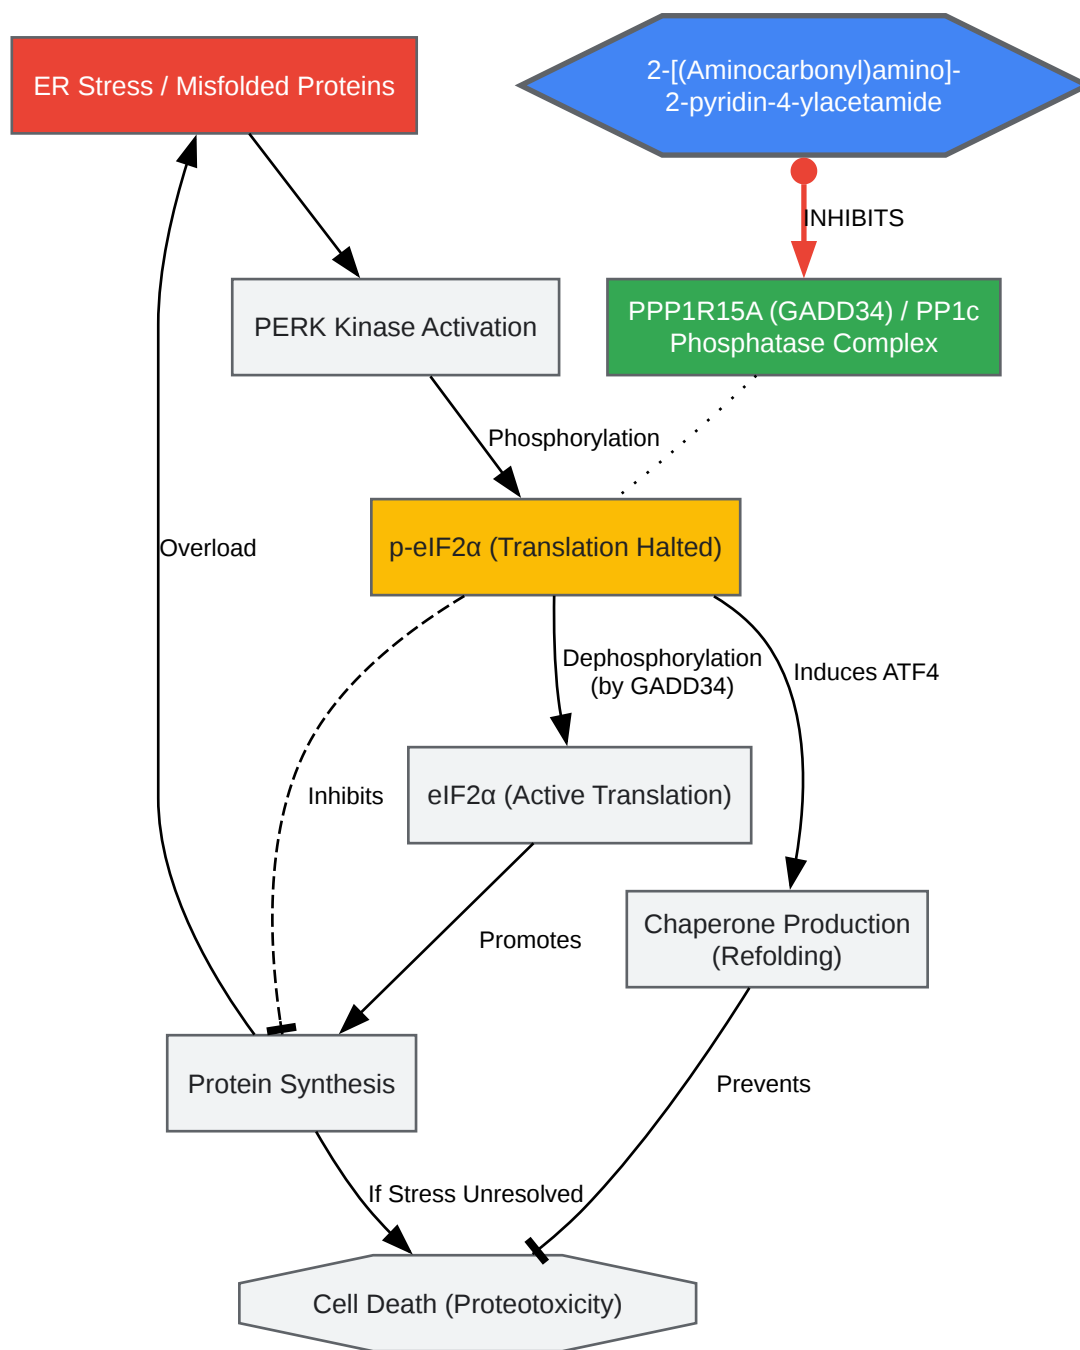 ER Stress / Misfolded Proteins
2-[(Aminocarbonyl)amino]-
2-pyridin-4-ylacetamide
INHIBITS
PERK Kinase Activation
PPP1R15A (GADD34) / PP1c
Phosphatase Complex
Phosphorylation
p-eIF2α (Translation Halted)
Overload
Dephosphorylation
(by GADD34)
Induces ATF4
Inhibits
eIF2α (Active Translation)
Promotes
Chaperone Production
(Refolding)
Protein Synthesis
Prevents
If Stress Unresolved
Cell Death (Proteotoxicity)